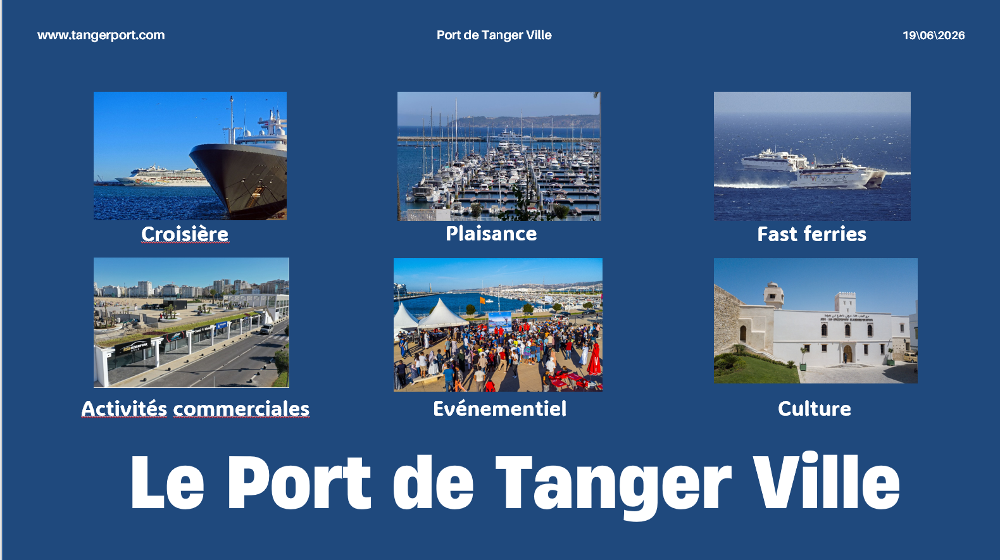 www.tangerport.com
Port de Tanger Ville
19\06\2026
Croisière
Plaisance
Fast ferries
Activités commerciales
Evénementiel
Culture
Le Port de Tanger Ville